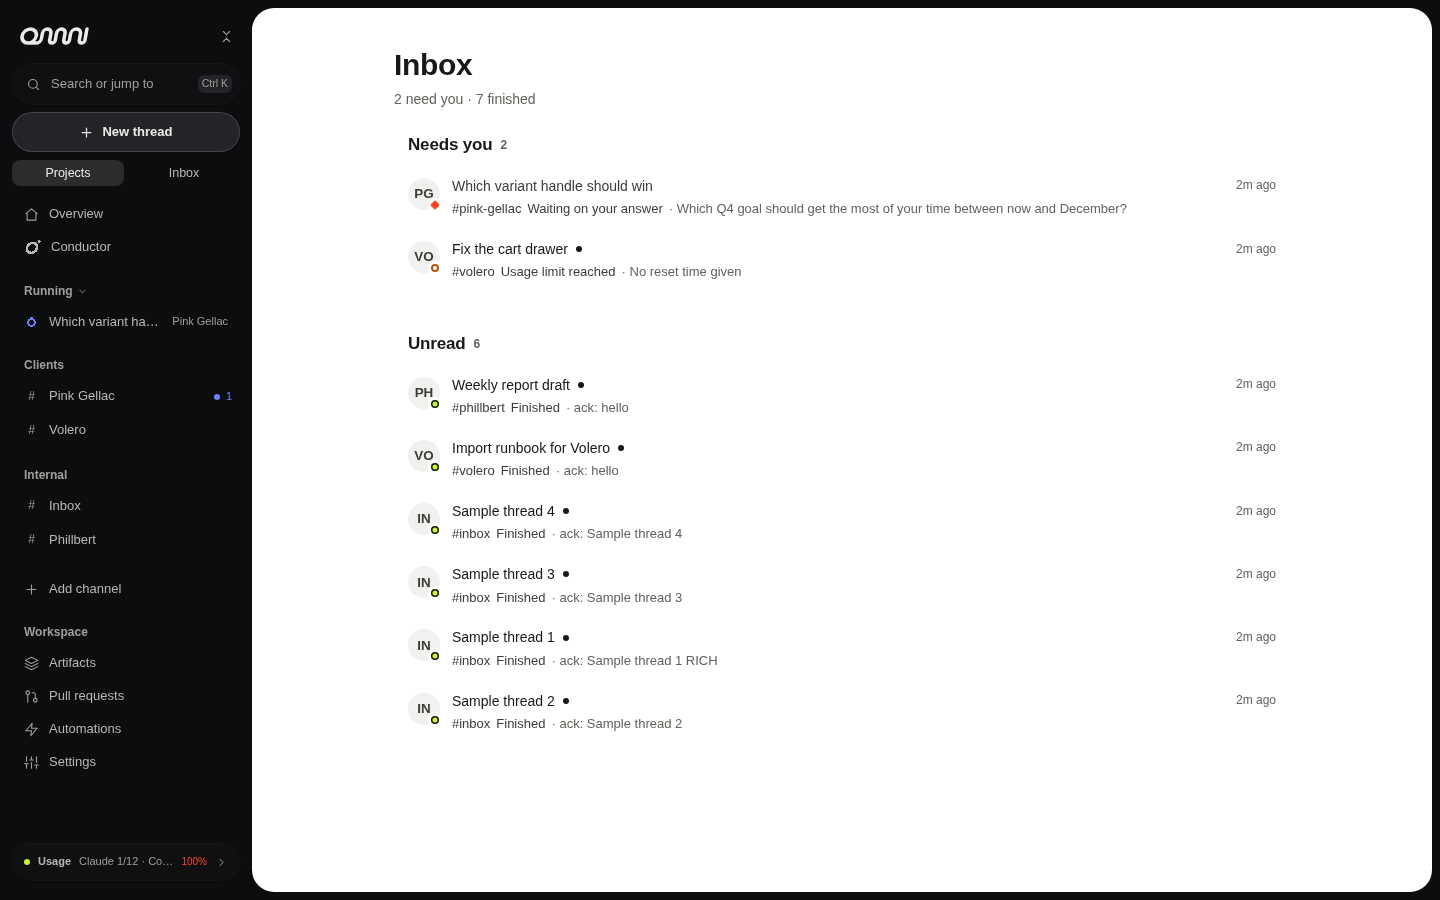 omni
Search or jump to Ctrl K
New thread
Projects Inbox
Overview
Conductor
Running
Which variant ha… Pink Gellac
Clients
# Pink Gellac 1
# Volero
Internal
# Inbox
# Phillbert
Add channel
Workspace
Artifacts
Pull requests
Automations
Settings
Usage Claude 1/12 · Co… 100%
Inbox
2 need you · 7 finished
Needs you 2
PG Which variant handle should win 2m ago
#pink-gellac Waiting on your answer · Which Q4 goal should get the most of your time between now and December?
VO Fix the cart drawer 2m ago
#volero Usage limit reached · No reset time given
Unread 6
PH Weekly report draft 2m ago
#phillbert Finished · ack: hello
VO Import runbook for Volero 2m ago
#volero Finished · ack: hello
IN Sample thread 4 2m ago
#inbox Finished · ack: Sample thread 4
IN Sample thread 3 2m ago
#inbox Finished · ack: Sample thread 3
IN Sample thread 1 2m ago
#inbox Finished · ack: Sample thread 1 RICH
IN Sample thread 2 2m ago
#inbox Finished · ack: Sample thread 2